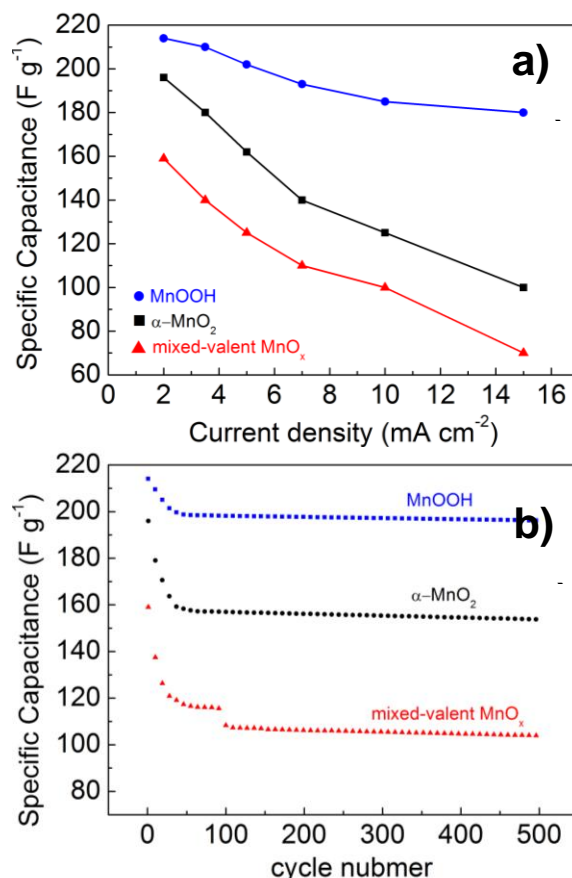 a)
220
200
180
160
140
120
100
80
60
Specific Capacitance (F g⁻¹)
MnOOH
α−MnO₂
mixed-valent MnOₓ
0 2 4 6 8 10 12 14 16
Current density (mA cm⁻²)
b)
220
200
180
160
140
120
100
80
Specific Capacitance (F g⁻¹)
MnOOH
α−MnO₂
mixed-valent MnOₓ
0 100 200 300 400 500
cycle nubmer